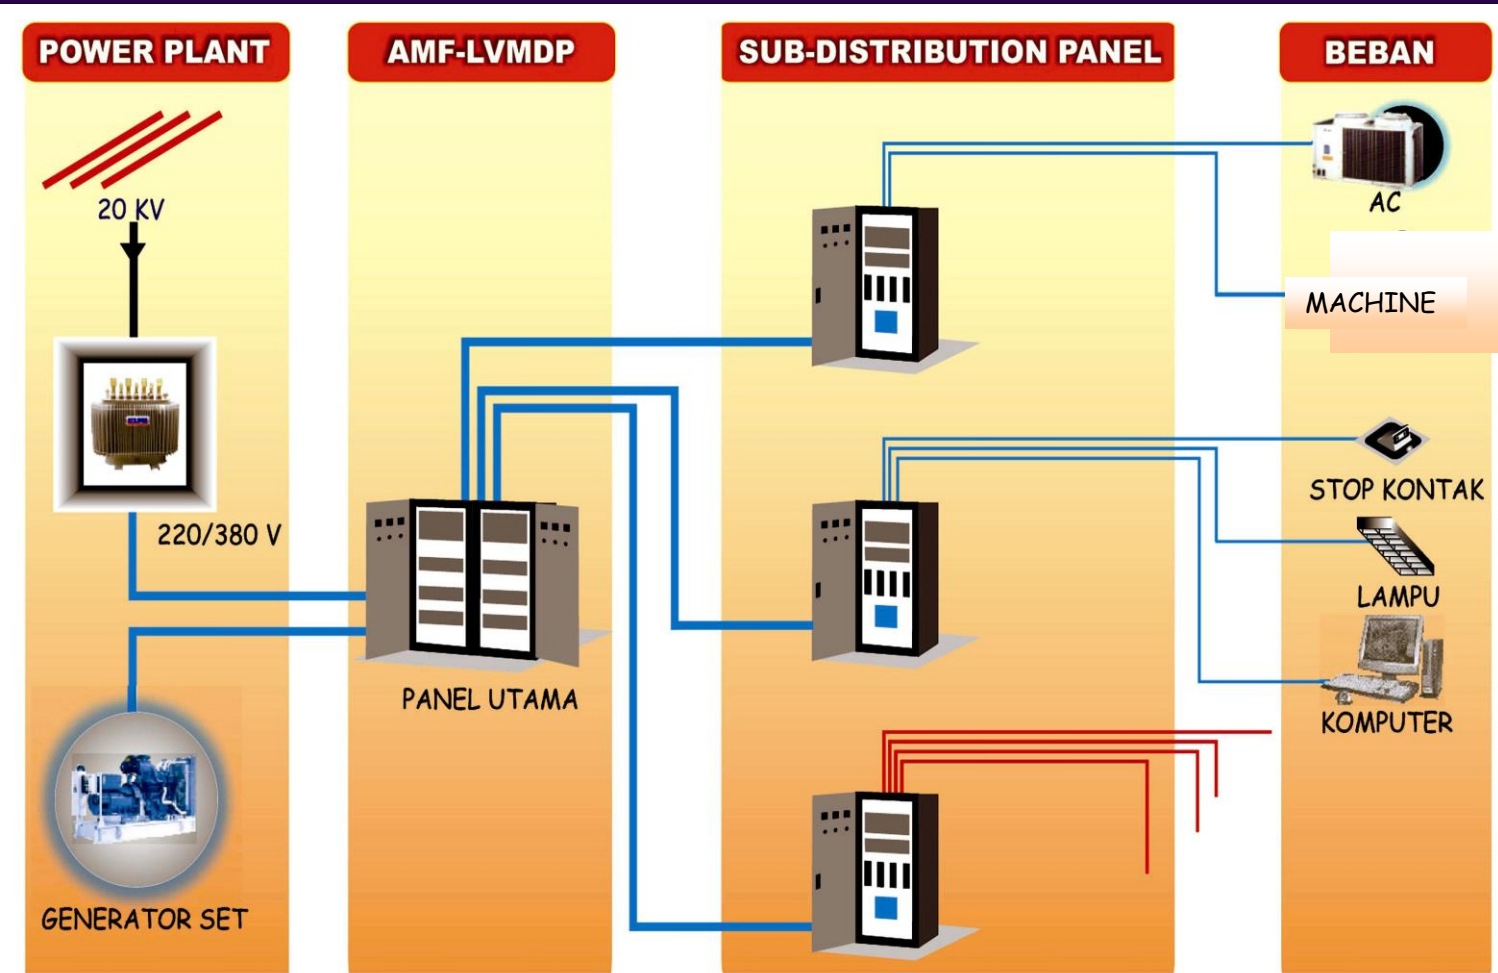 POWER PLANT
AMF-LVMDP
SUB-DISTRIBUTION PANEL
BEBAN
20 KV
220/380 V
GENERATOR SET
PANEL UTAMA
AC
MACHINE
STOP KONTAK
LAMPU
KOMPUTER